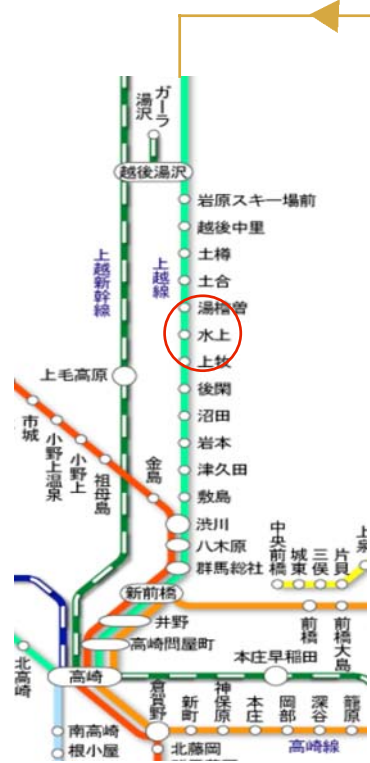 ガーラ
湯沢
越後湯沢
岩原スキー場前
越後中里
土樽
上越新幹線
上越線
土合
湯檜曽
水上
上牧
上毛高原
後閑
沼田
岩本
津久田
敷島
市城
小野上温泉
小野上
祖母島
金島
渋川
八木原
群馬総社
中央前橋
城東
三俣
片貝
上泉
新前橋
前橋
前橋大島
井野
高崎問屋町
北高崎
高崎
本庄早稲田
倉賀野
新町
神保原
本庄
岡部
深谷
籠原
南高崎
根小屋
北藤岡
高崎線